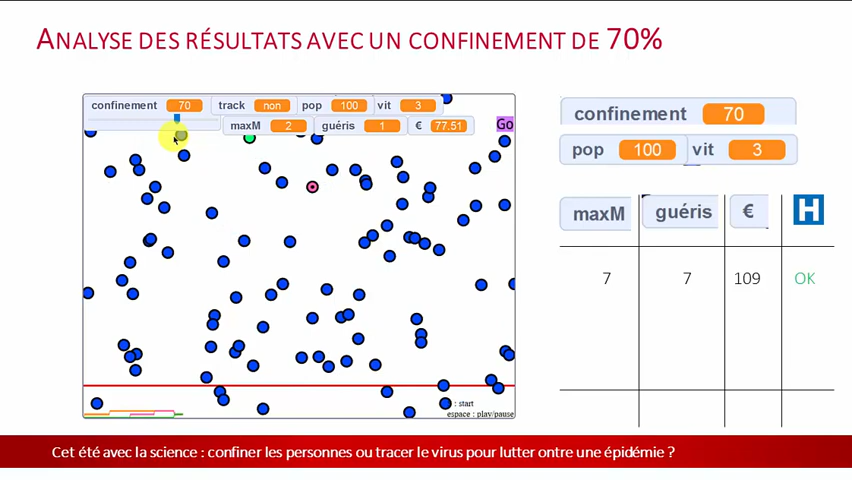 ANALYSE DES RÉSULTATS AVEC UN CONFINEMENT DE 70%
confinement 70 track non pop 100 vit 3
maxM 2 guéris 1 € 77.51 Go
: start
espace : play/pause
confinement 70
pop 100 vit 3
maxM guéris € H
7 7 109 OK
Cet été avec la science : confiner les personnes ou tracer le virus pour lutter ontre une épidémie ?